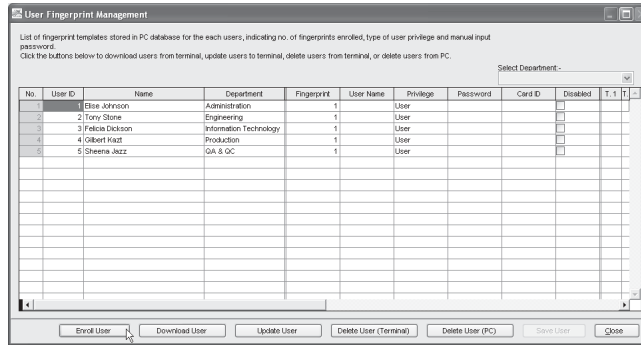 User Fingerprint Management
List of fingerprint templates stored in PC database for the each users, indicating no. of fingerprints enrolled, type of user privilege and manual input
password.
Click the buttons below to download users from terminal, update users to terminal, delete users from terminal, or delete users from PC.
Select Department:-
No. User ID Name Department Fingerprint User Name Privilege Password Card ID Disabled T. 1 T.
1 1 Elise Johnson Administration 1 User
2 2 Tony Stone Engineering 1 User
3 3 Felicia Dickson Information Technology 1 User
4 4 Gilbert Kazt Production 1 User
5 5 Sheena Jazz QA & QC 1 User
Enroll User Download User Update User Delete User (Terminal) Delete User (PC) Save User Close